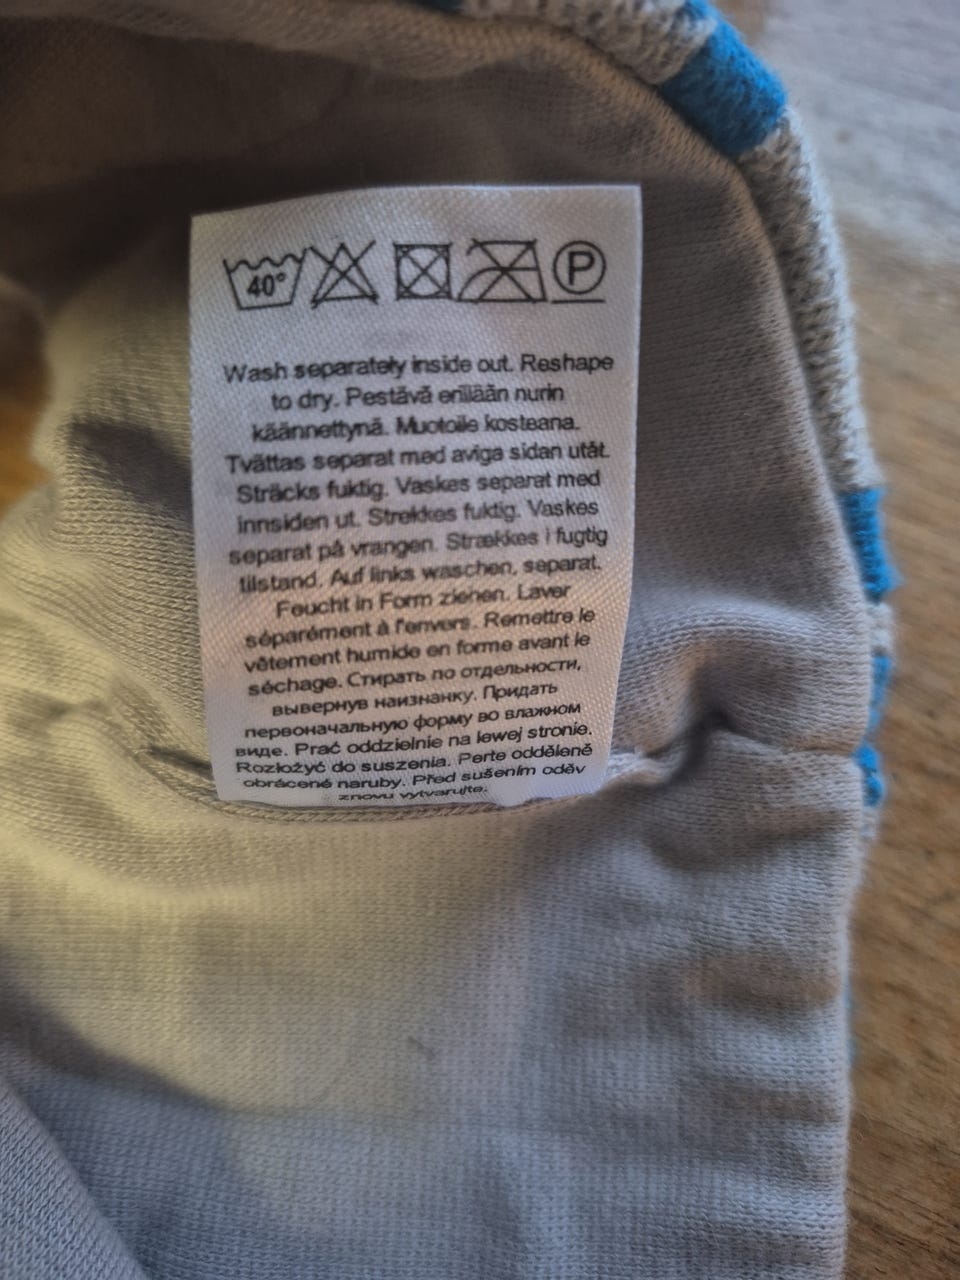 40° P
Wash separately inside out. Reshape
to dry. Pestävä erillään nurin
käännettynä. Muotoile kosteana.
Tvättas separat med aviga sidan utåt.
Sträcks fuktig. Vaskes separat med
innsiden ut. Strekkes fuktig. Vaskes
separat på vrangen. Strækkes i fugtig
tilstand. Auf links waschen, separat.
Feucht in Form ziehen. Laver
séparément à l'envers. Remettre le
vêtement humide en forme avant le
séchage. Стирать по отдельности,
вывернув наизнанку. Придать
первоначальную форму во влажном
виде. Prać oddzielnie na lewej stronie.
Rozłożyć do suszenia. Perte odděleně
obrácené naruby. Před sušením oděv
znovu vytvarujte.